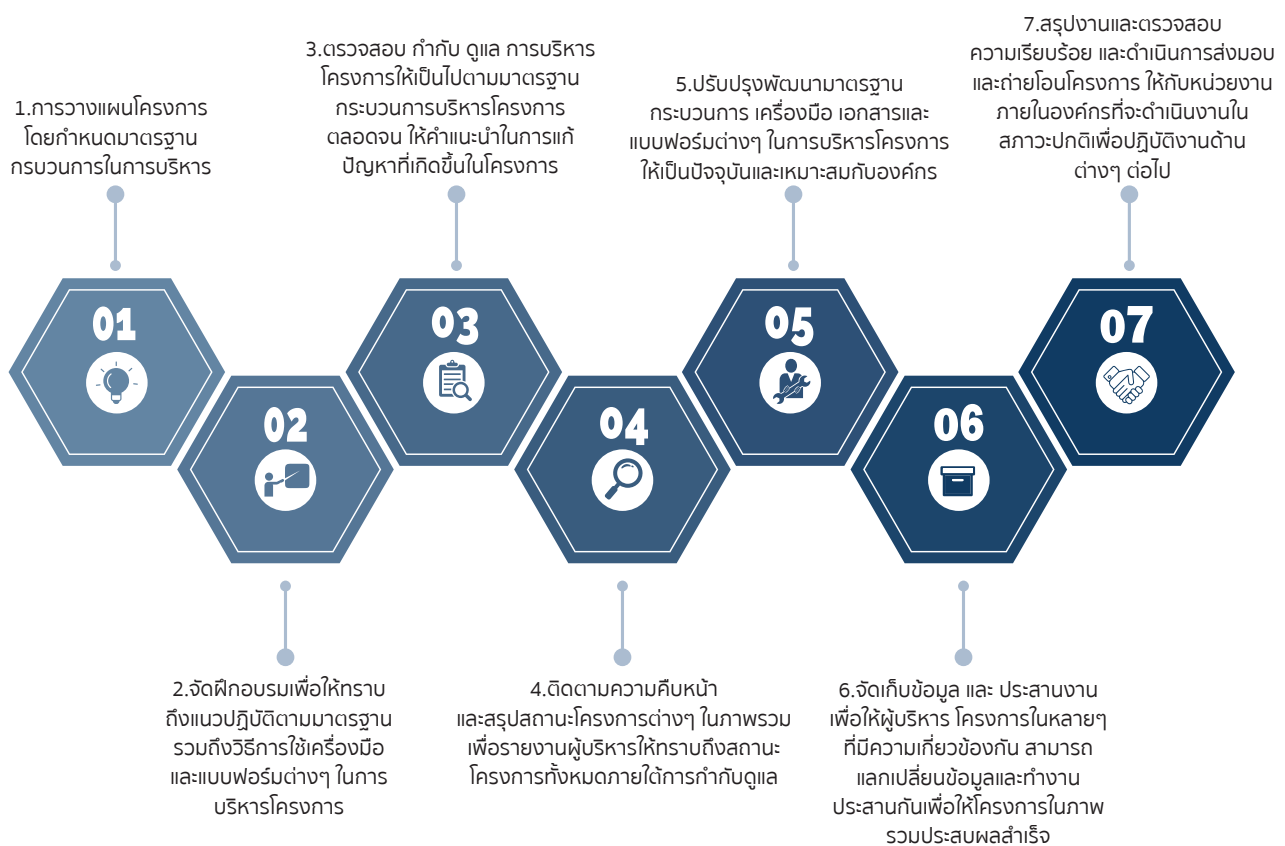 1.การวางแผนโครงการ
โดยกำหนดมาตรฐาน
กรบวนการในการบริหาร
3.ตรวจสอบ กำกับ ดูแล การบริหาร
โครงการให้เป็นไปตามมาตรฐาน
กระบวนการบริหารโครงการ
ตลอดจน ให้คำแนะนำในการแก้
ปัญหาที่เกิดขึ้นในโครงการ
5.ปรับปรุงพัฒนามาตรฐาน
กระบวนการ เครื่องมือ เอกสารและ
แบบฟอร์มต่างๆ ในการบริหารโครงการ
ให้เป็นปัจจุบันและเหมาะสมกับองค์กร
7.สรุปงานและตรวจสอบ
ความเรียบร้อย และดำเนินการส่งมอบ
และถ่ายโอนโครงการ ให้กับหน่วยงาน
ภายในองค์กรที่จะดำเนินงานใน
สภาวะปกติเพื่อปฏิบัติงานด้าน
ต่างๆ ต่อไป
01
02
03
04
05
06
07
2.จัดฝึกอบรมเพื่อให้ทราบ
ถึงแนวปฏิบัติตามมาตรฐาน
รวมถึงวิธีการใช้เครื่องมือ
และแบบฟอร์มต่างๆ ในการ
บริหารโครงการ
4.ติดตามความคืบหน้า
และสรุปสถานะโครงการต่างๆ ในภาพรวม
เพื่อรายงานผู้บริหารให้ทราบถึงสถานะ
โครงการทั้งหมดภายใต้การกำกับดูแล
6.จัดเก็บข้อมูล และ ประสานงาน
เพื่อให้ผู้บริหาร โครงการในหลายๆ
ที่มีความเกี่ยวข้องกัน สามารถ
แลกเปลี่ยนข้อมูลและทำงาน
ประสานกันเพื่อให้โครงการในภาพ
รวมประสบผลสำเร็จ